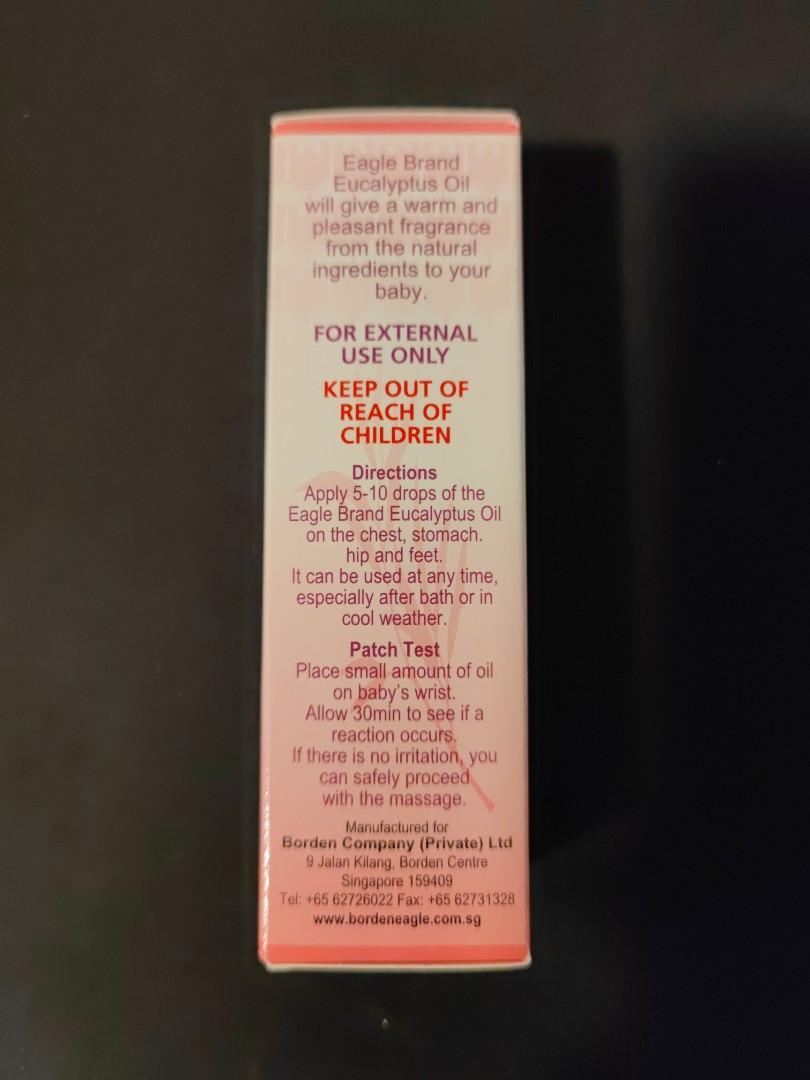 Eagle Brand
Eucalyptus Oil
will give a warm and
pleasant fragrance
from the natural
ingredients to your
baby.
FOR EXTERNAL
USE ONLY
KEEP OUT OF
REACH OF
CHILDREN
Directions
Apply 5-10 drops of the
Eagle Brand Eucalyptus Oil
on the chest, stomach.
hip and feet.
It can be used at any time,
especially after bath or in
cool weather.
Patch Test
Place small amount of oil
on baby's wrist.
Allow 30min to see if a
reaction occurs.
If there is no irritation, you
can safely proceed
with the massage.
Manufactured for
Borden Company (Private) Ltd
9 Jalan Kilang, Borden Centre
Singapore 159409
Tel: +65 62726022 Fax: +65 62731328
www.bordeneagle.com.sg